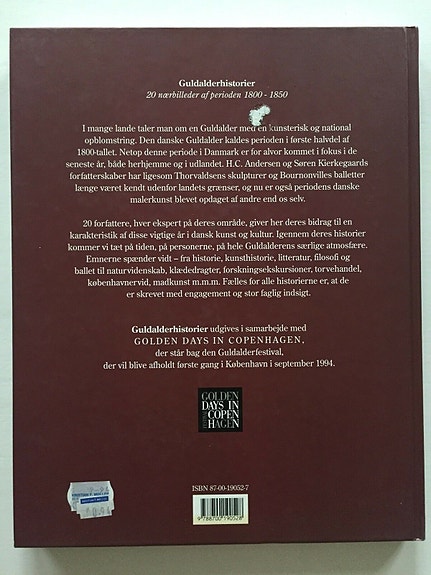 Guldalderhistorier
20 nærbilleder af perioden 1800 - 1850
I mange lande taler man om en Guldalder med en kunsterisk og national
opblomstring. Den danske Guldalder kaldes perioden i første halvdel af
1800-tallet. Netop denne periode i Danmark er for alvor kommet i fokus i de
seneste år, både herhjemme og i udlandet. H.C. Andersen og Søren Kierkegaards
forfatterskaber har ligesom Thorvaldsens skulpturer og Bournonvilles balletter
længe været kendt udenfor landets grænser, og nu er også periodens danske
malerkunst blevet opdaget af andre end os selv.
20 forfattere, hver ekspert på deres område, giver her deres bidrag til en
karakteristik af disse vigtige år i dansk kunst og kultur. Igennem deres historier
kommer vi tæt på tiden, på personerne, på hele Guldalderens særlige atmosfære.
Emnerne spænder vidt – fra historie, kunsthistorie, litteratur, filosofi og
ballet til naturvidenskab, klædedragter, forskningsekskursioner, torvehandel,
københavnervid, madkunst m.m.m. Fælles for alle historierne er, at de
er skrevet med engagement og stor faglig indsigt.
Guldalderhistorier udgives i samarbejde med
GOLDEN DAYS IN COPENHAGEN,
der står bag den Guldalderfestival,
der vil blive afholdt første gang i København i september 1994.
GOLDEN
DAYS IN
COPEN
HAGEN
ISBN 87-00-19052-7
9 788700 190528